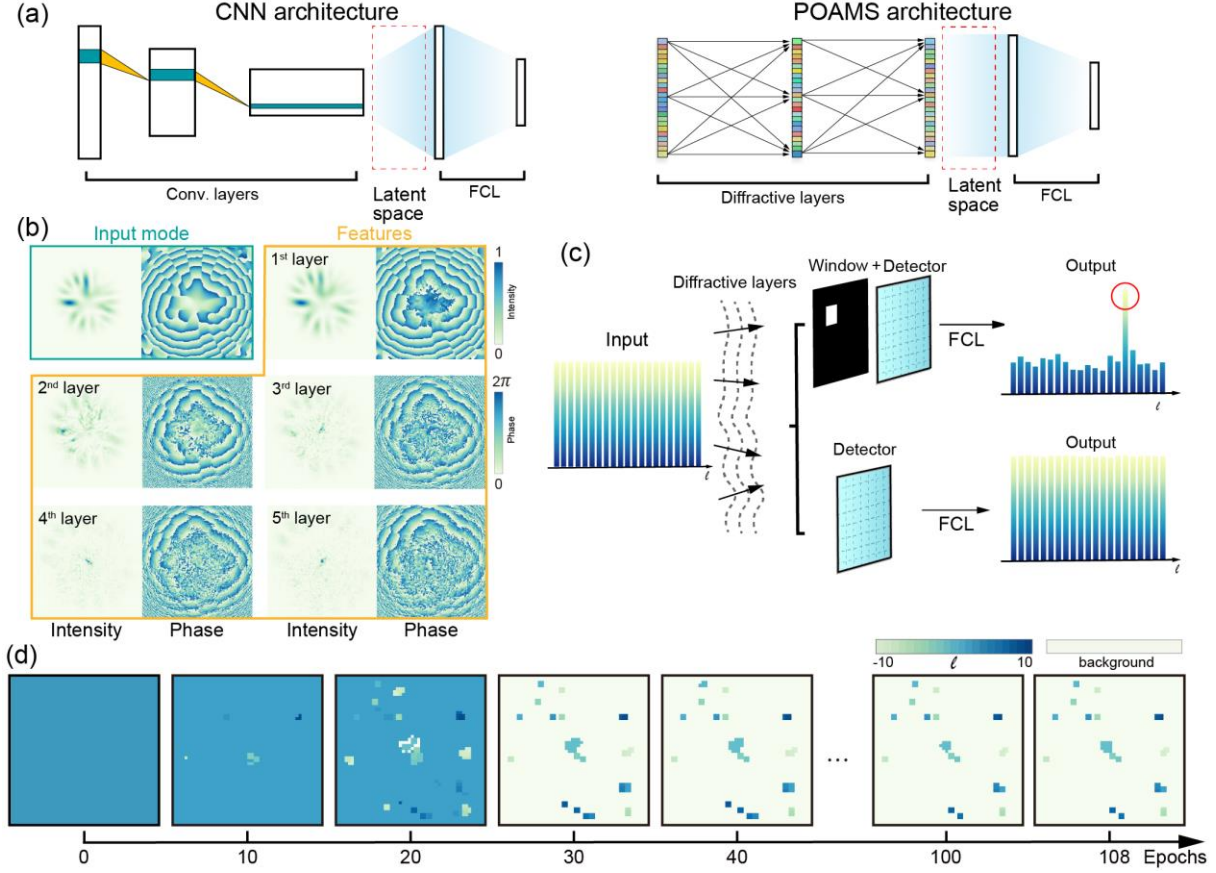 (a)
CNN architecture
POAMS architecture
Conv. layers
Latent
space
FCL
Diffractive layers
Latent
space
FCL
(b)
Input mode
Features
1st layer
1
Intensity
0
2nd layer
3rd layer
2π
Phase
0
4th layer
5th layer
Intensity
Phase
Intensity
Phase
(c)
Diffractive layers
Window + Detector
Output
Input
FCL
ℓ
ℓ
Detector
Output
FCL
ℓ
(d)
-10
ℓ
10
background
...
0
10
20
30
40
100
108
Epochs